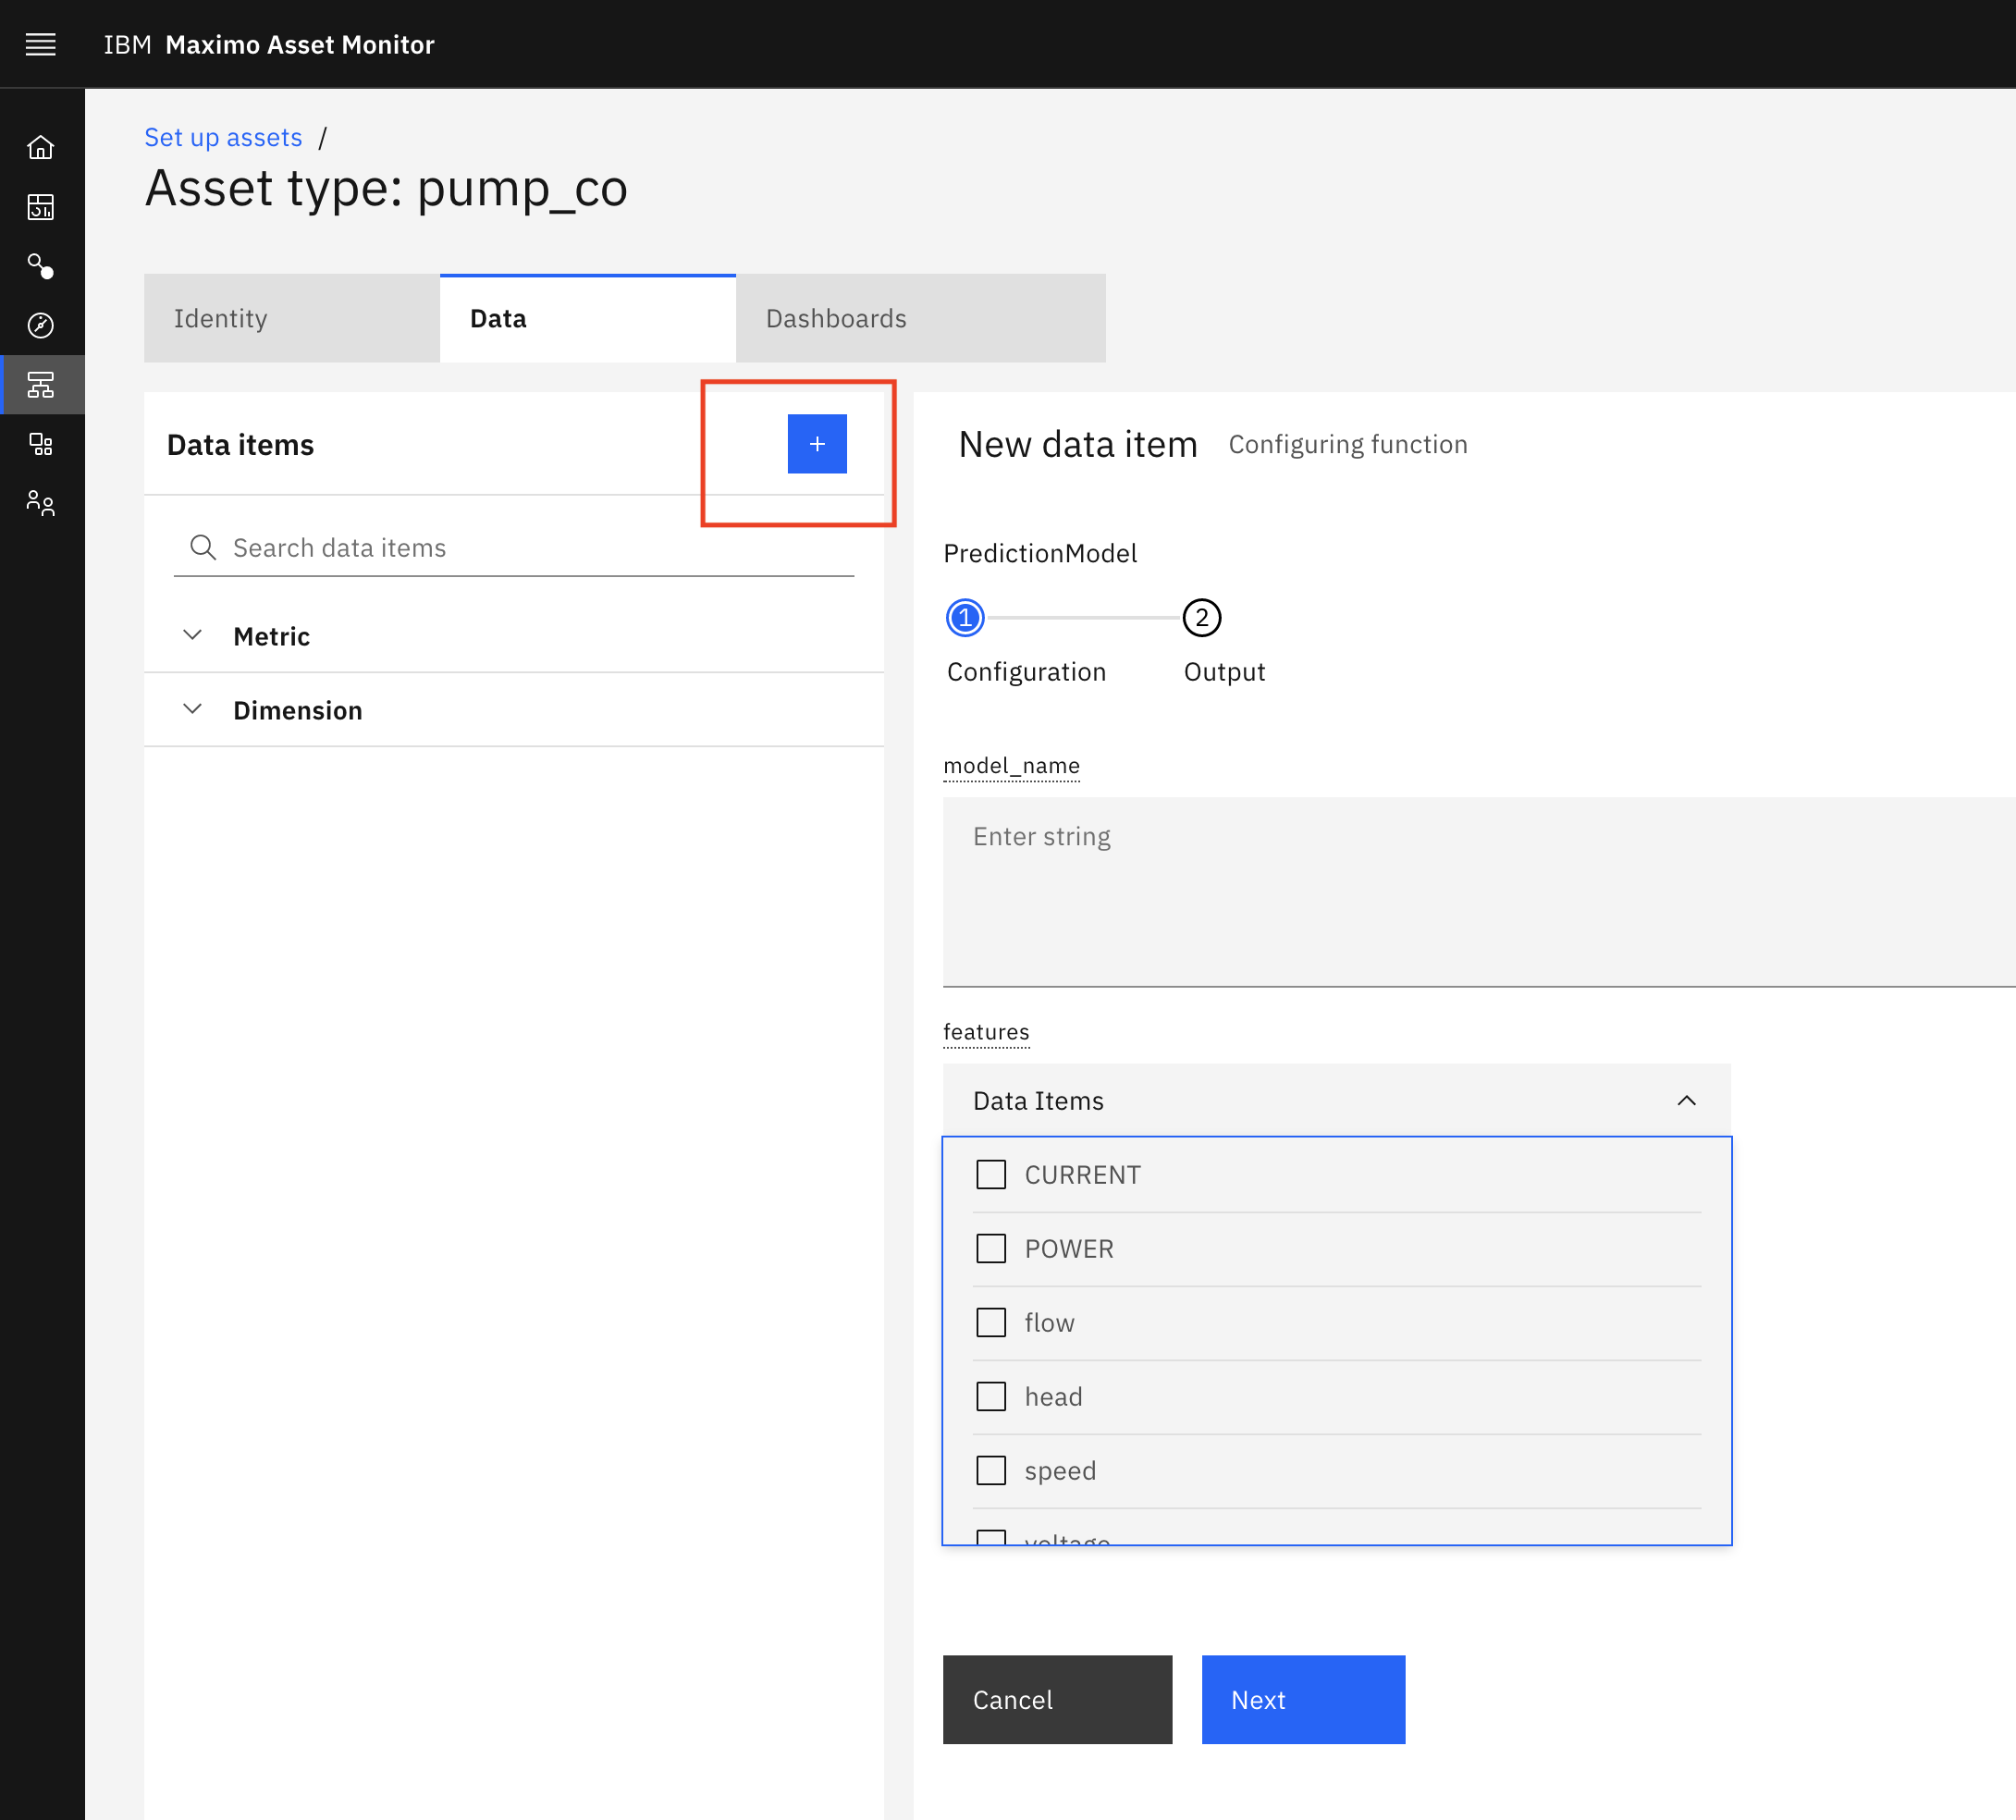 IBM Maximo Asset Monitor
Set up assets /
Asset type: pump_co
Identity
Data
Dashboards
Data items
+
Search data items
Metric
Dimension
New data item Configuring function
PredictionModel
1
2
Configuration
Output
model_name
Enter string
features
Data Items
CURRENT
POWER
flow
head
speed
voltage
Cancel
Next